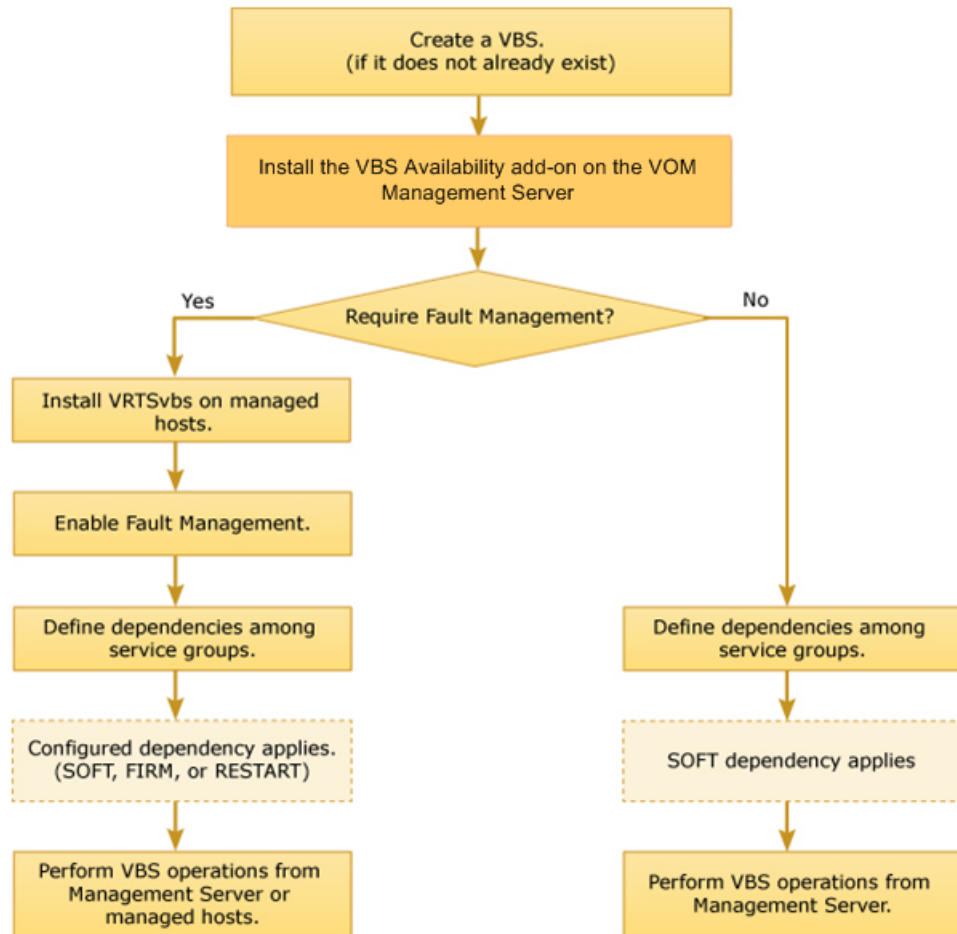 Create a VBS.
(if it does not already exist)
Install the VBS Availability add-on on the VOM
Management Server
Require Fault Management?
Yes
No
Install VRTSvbs on managed
hosts.
Enable Fault Management.
Define dependencies among
service groups.
Configured dependency applies.
(SOFT, FIRM, or RESTART)
Perform VBS operations from
Management Server or
managed hosts.
Define dependencies among
service groups.
SOFT dependency applies
Perform VBS operations from
Management Server.